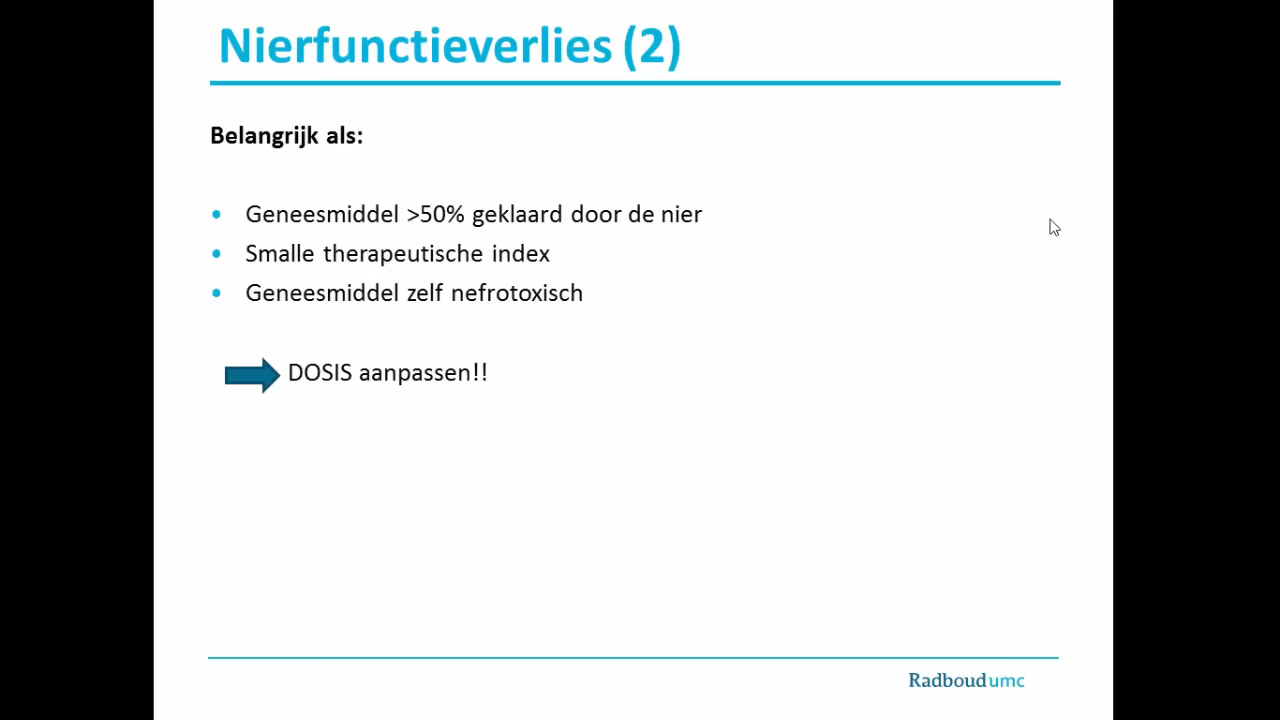 Nierfunctieverlies (2)
Belangrijk als:
• Geneesmiddel >50% geklaard door de nier
• Smalle therapeutische index
• Geneesmiddel zelf nefrotoxisch
DOSIS aanpassen!!
Radboudumc